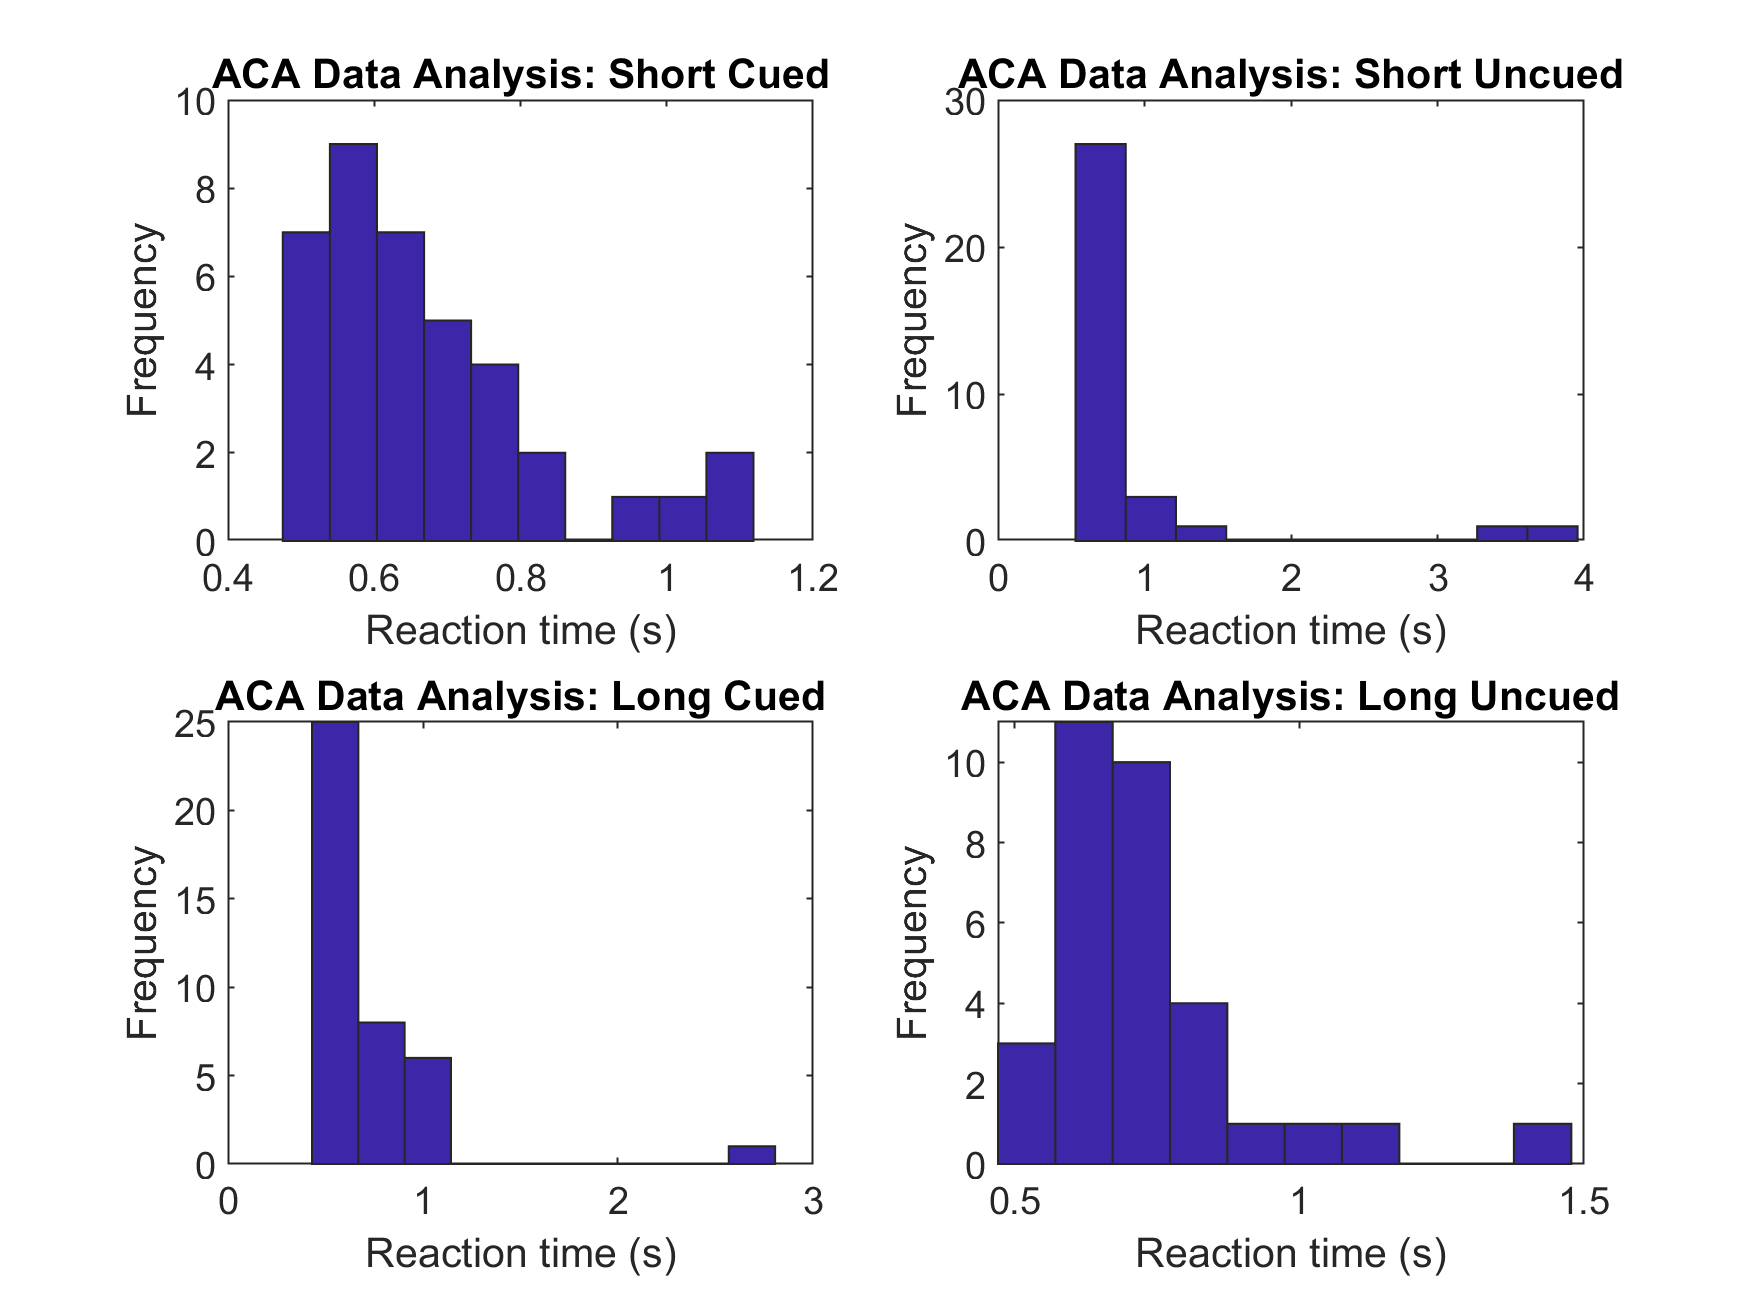 ACA Data Analysis: Short Cued
10
8
6
4
2
0
Frequency
0.4 0.6 0.8 1 1.2
Reaction time (s)
ACA Data Analysis: Short Uncued
30
20
10
0
Frequency
0 1 2 3 4
Reaction time (s)
ACA Data Analysis: Long Cued
25
20
15
10
5
0
Frequency
0 1 2 3
Reaction time (s)
ACA Data Analysis: Long Uncued
10
8
6
4
2
0
Frequency
0.5 1 1.5
Reaction time (s)